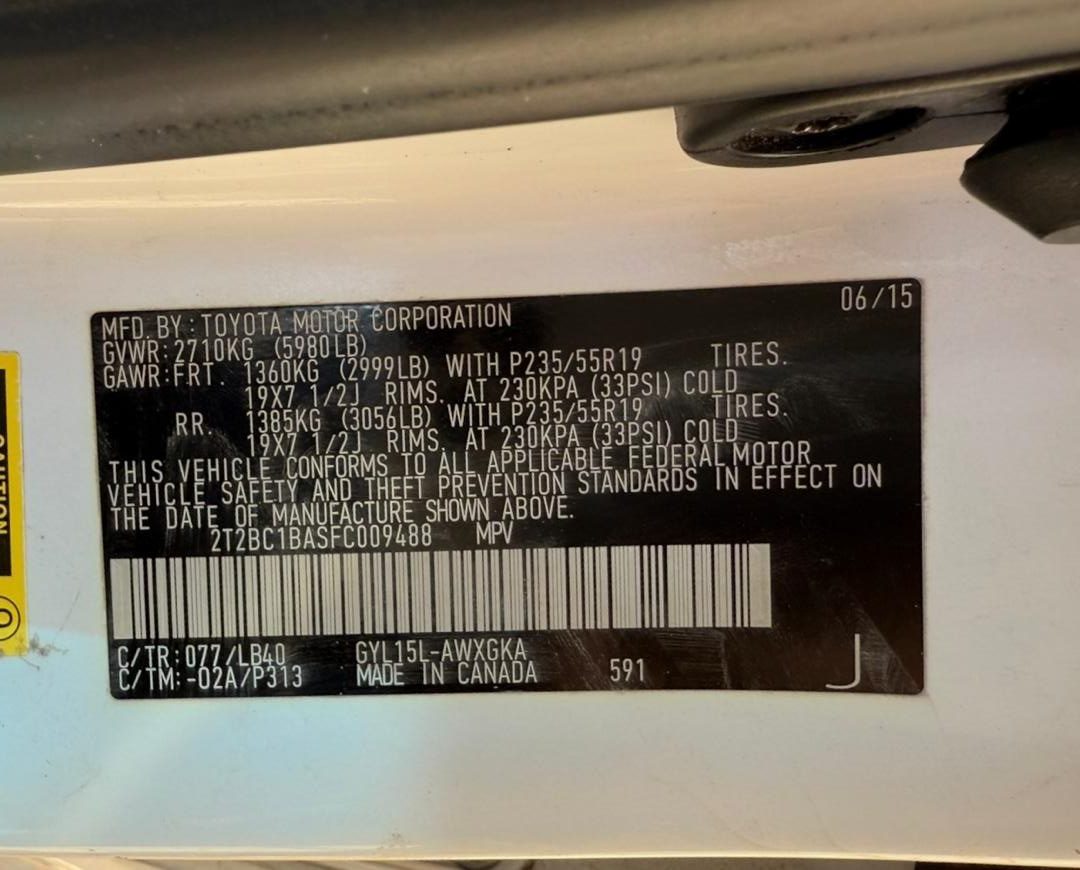 06/15
MFD. BY: TOYOTA MOTOR CORPORATION
GVWR: 2710KG (5980LB)
GAWR: FRT. 1360KG (2999LB) WITH P235/55R19 TIRES.
19X7 1/2J RIMS. AT 230KPA (33PSI) COLD
RR. 1385KG (3056LB) WITH P235/55R19 TIRES.
19X7 1/2J RIMS. AT 230KPA (33PSI) COLD
THIS VEHICLE CONFORMS TO ALL APPLICABLE FEDERAL MOTOR
VEHICLE SAFETY AND THEFT PREVENTION STANDARDS IN EFFECT ON
THE DATE OF MANUFACTURE SHOWN ABOVE.
2T2BC1BASFC009488 MPV
C/TR: 077/LB40 GYL15L-AWXGKA
C/TM: -02A/P313 MADE IN CANADA 591
J
CAUTION